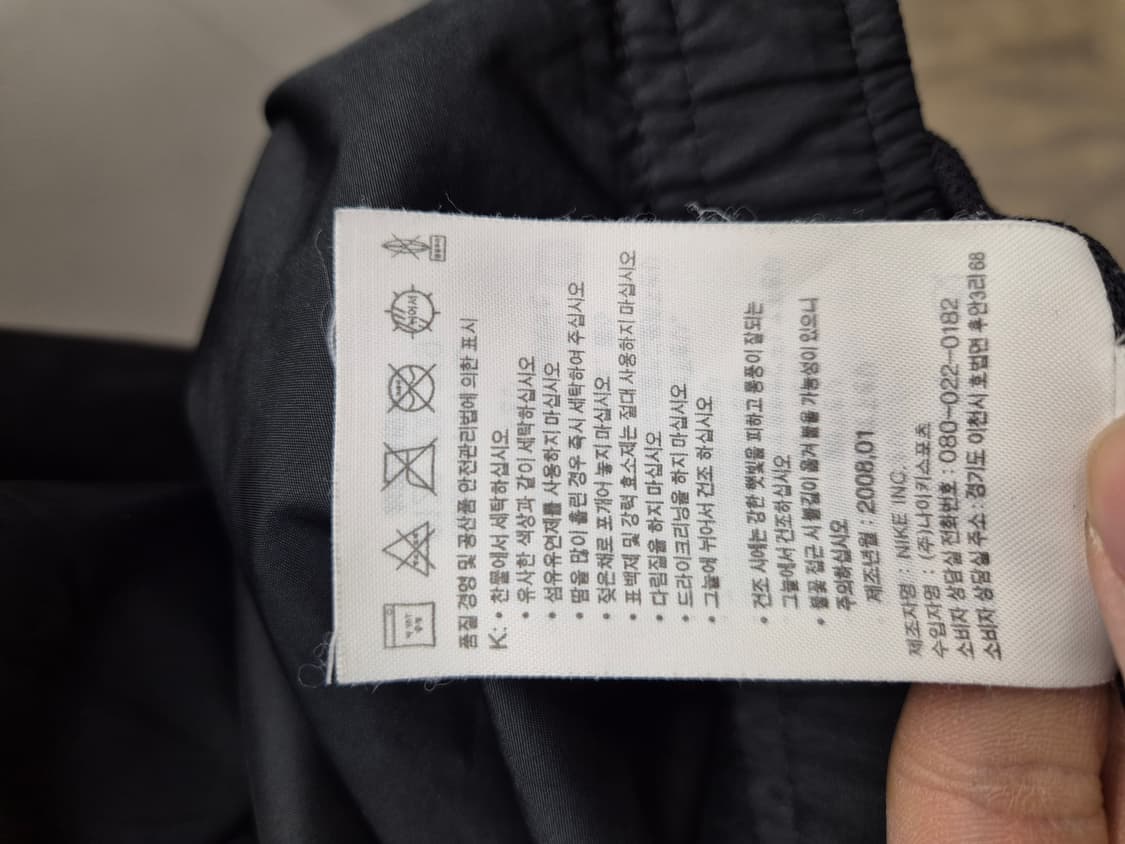 품질경영 및 공산품 안전관리법에 의한 표시
K: • 찬물에서 세탁하십시오
• 유사한 색상과 같이 세탁하십시오
• 섬유유연제를 사용하지 마십시오
• 땀을 많이 흘린 경우 즉시 세탁하여 주십시오
• 젖은채로 포개어 놓지 마십시오
• 표백제 및 강력 효소제는 절대 사용하지 마십시오
• 다림질을 하지 마십시오
• 드라이크리닝을 하지 마십시오
• 그늘에 뉘어서 건조 하십시오
• 건조 시에는 강한 햇빛을 피하고 통풍이 잘되는
그늘에서 건조하십시오
• 불꽃 접근 시 불길이 옮겨 붙을 가능성이 있으니
주의하십시오
제조년월 : 2008.01
제조자명 : NIKE INC.
수입자명 : (주)나이키스포츠
소비자 상담실 전화번호 : 080-022-0182
소비자 상담실 주소 : 경기도 이천시 호법면 후안3리 68